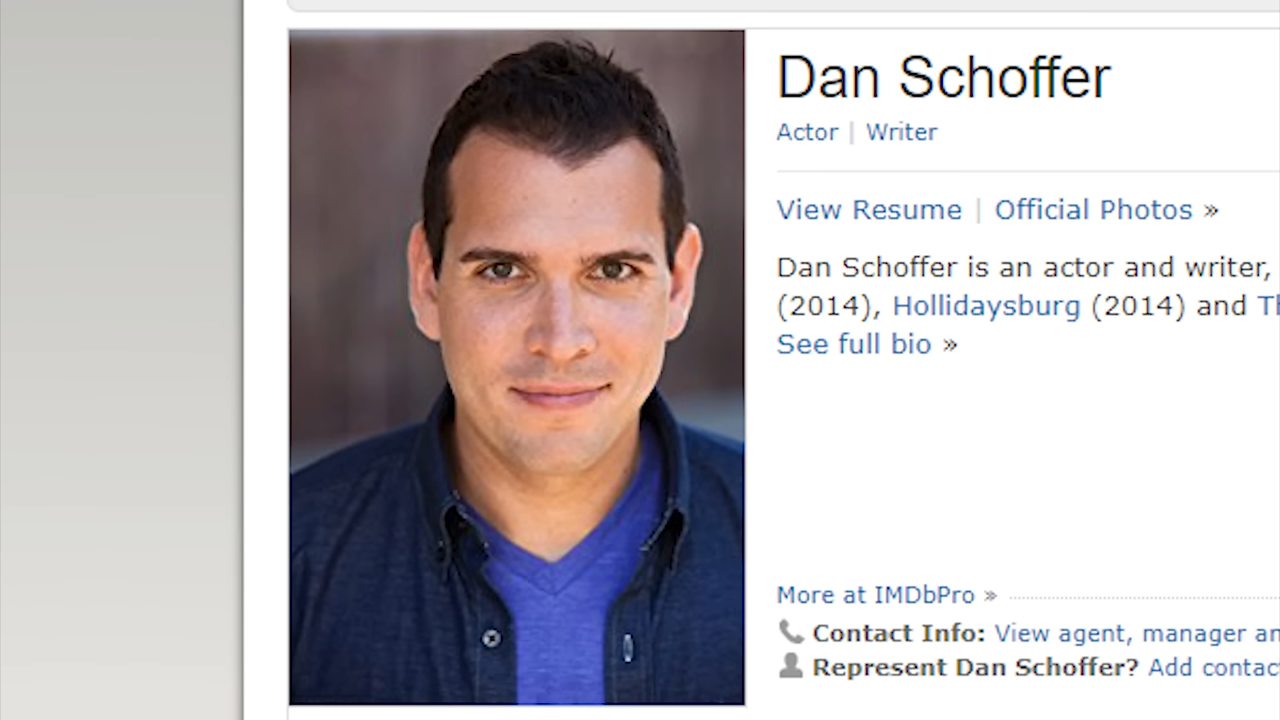 Dan Schoffer
Actor | Writer
View Resume | Official Photos »
Dan Schoffer is an actor and writer,
(2014), Hollidaysburg (2014) and
See full bio »
More at IMDbPro »
Contact Info: View agent, manager
Represent Dan Schoffer? Add